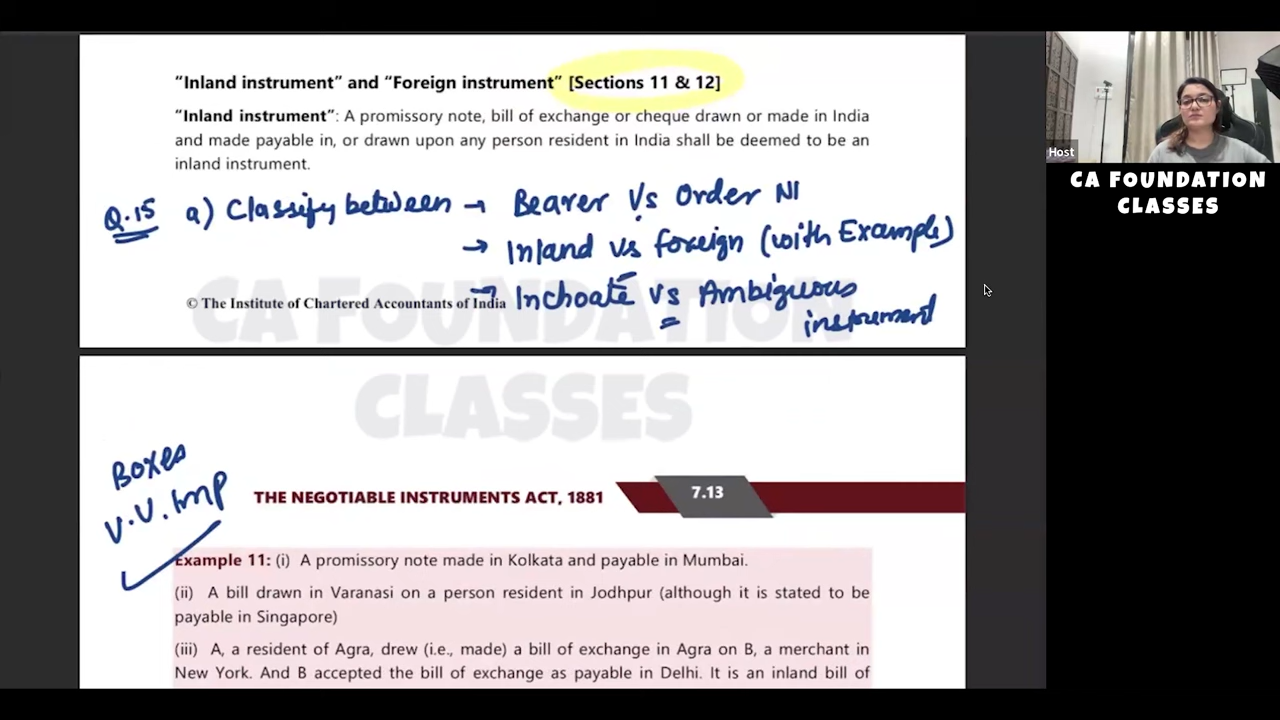 “Inland instrument” and “Foreign instrument” [Sections 11 & 12]
“Inland instrument”: A promissory note, bill of exchange or cheque drawn or made in India
and made payable in, or drawn upon any person resident in India shall be deemed to be an
inland instrument.
Q.15 a) Classify between → Bearer Vs Order NI
→ Inland vs foreign (with Example)
→ Inchoate vs Ambiguous
instrument
© The Institute of Chartered Accountants of India
CA FOUNDATION
CLASSES
Boxes
V.V.Imp
THE NEGOTIABLE INSTRUMENTS ACT, 1881
7.13
Example 11: (i) A promissory note made in Kolkata and payable in Mumbai.
(ii) A bill drawn in Varanasi on a person resident in Jodhpur (although it is stated to be
payable in Singapore)
(iii) A, a resident of Agra, drew (i.e., made) a bill of exchange in Agra on B, a merchant in
New York. And B accepted the bill of exchange as payable in Delhi. It is an inland bill of
Host
CA FOUNDATION
CLASSES